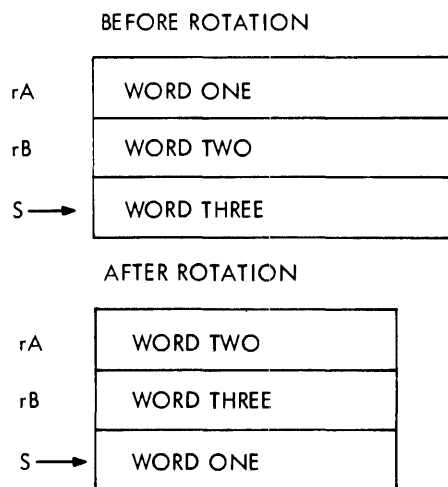 BEFORE ROTATION
rA WORD ONE
rB WORD TWO
S WORD THREE
AFTER ROTATION
rA WORD TWO
rB WORD THREE
S WORD ONE